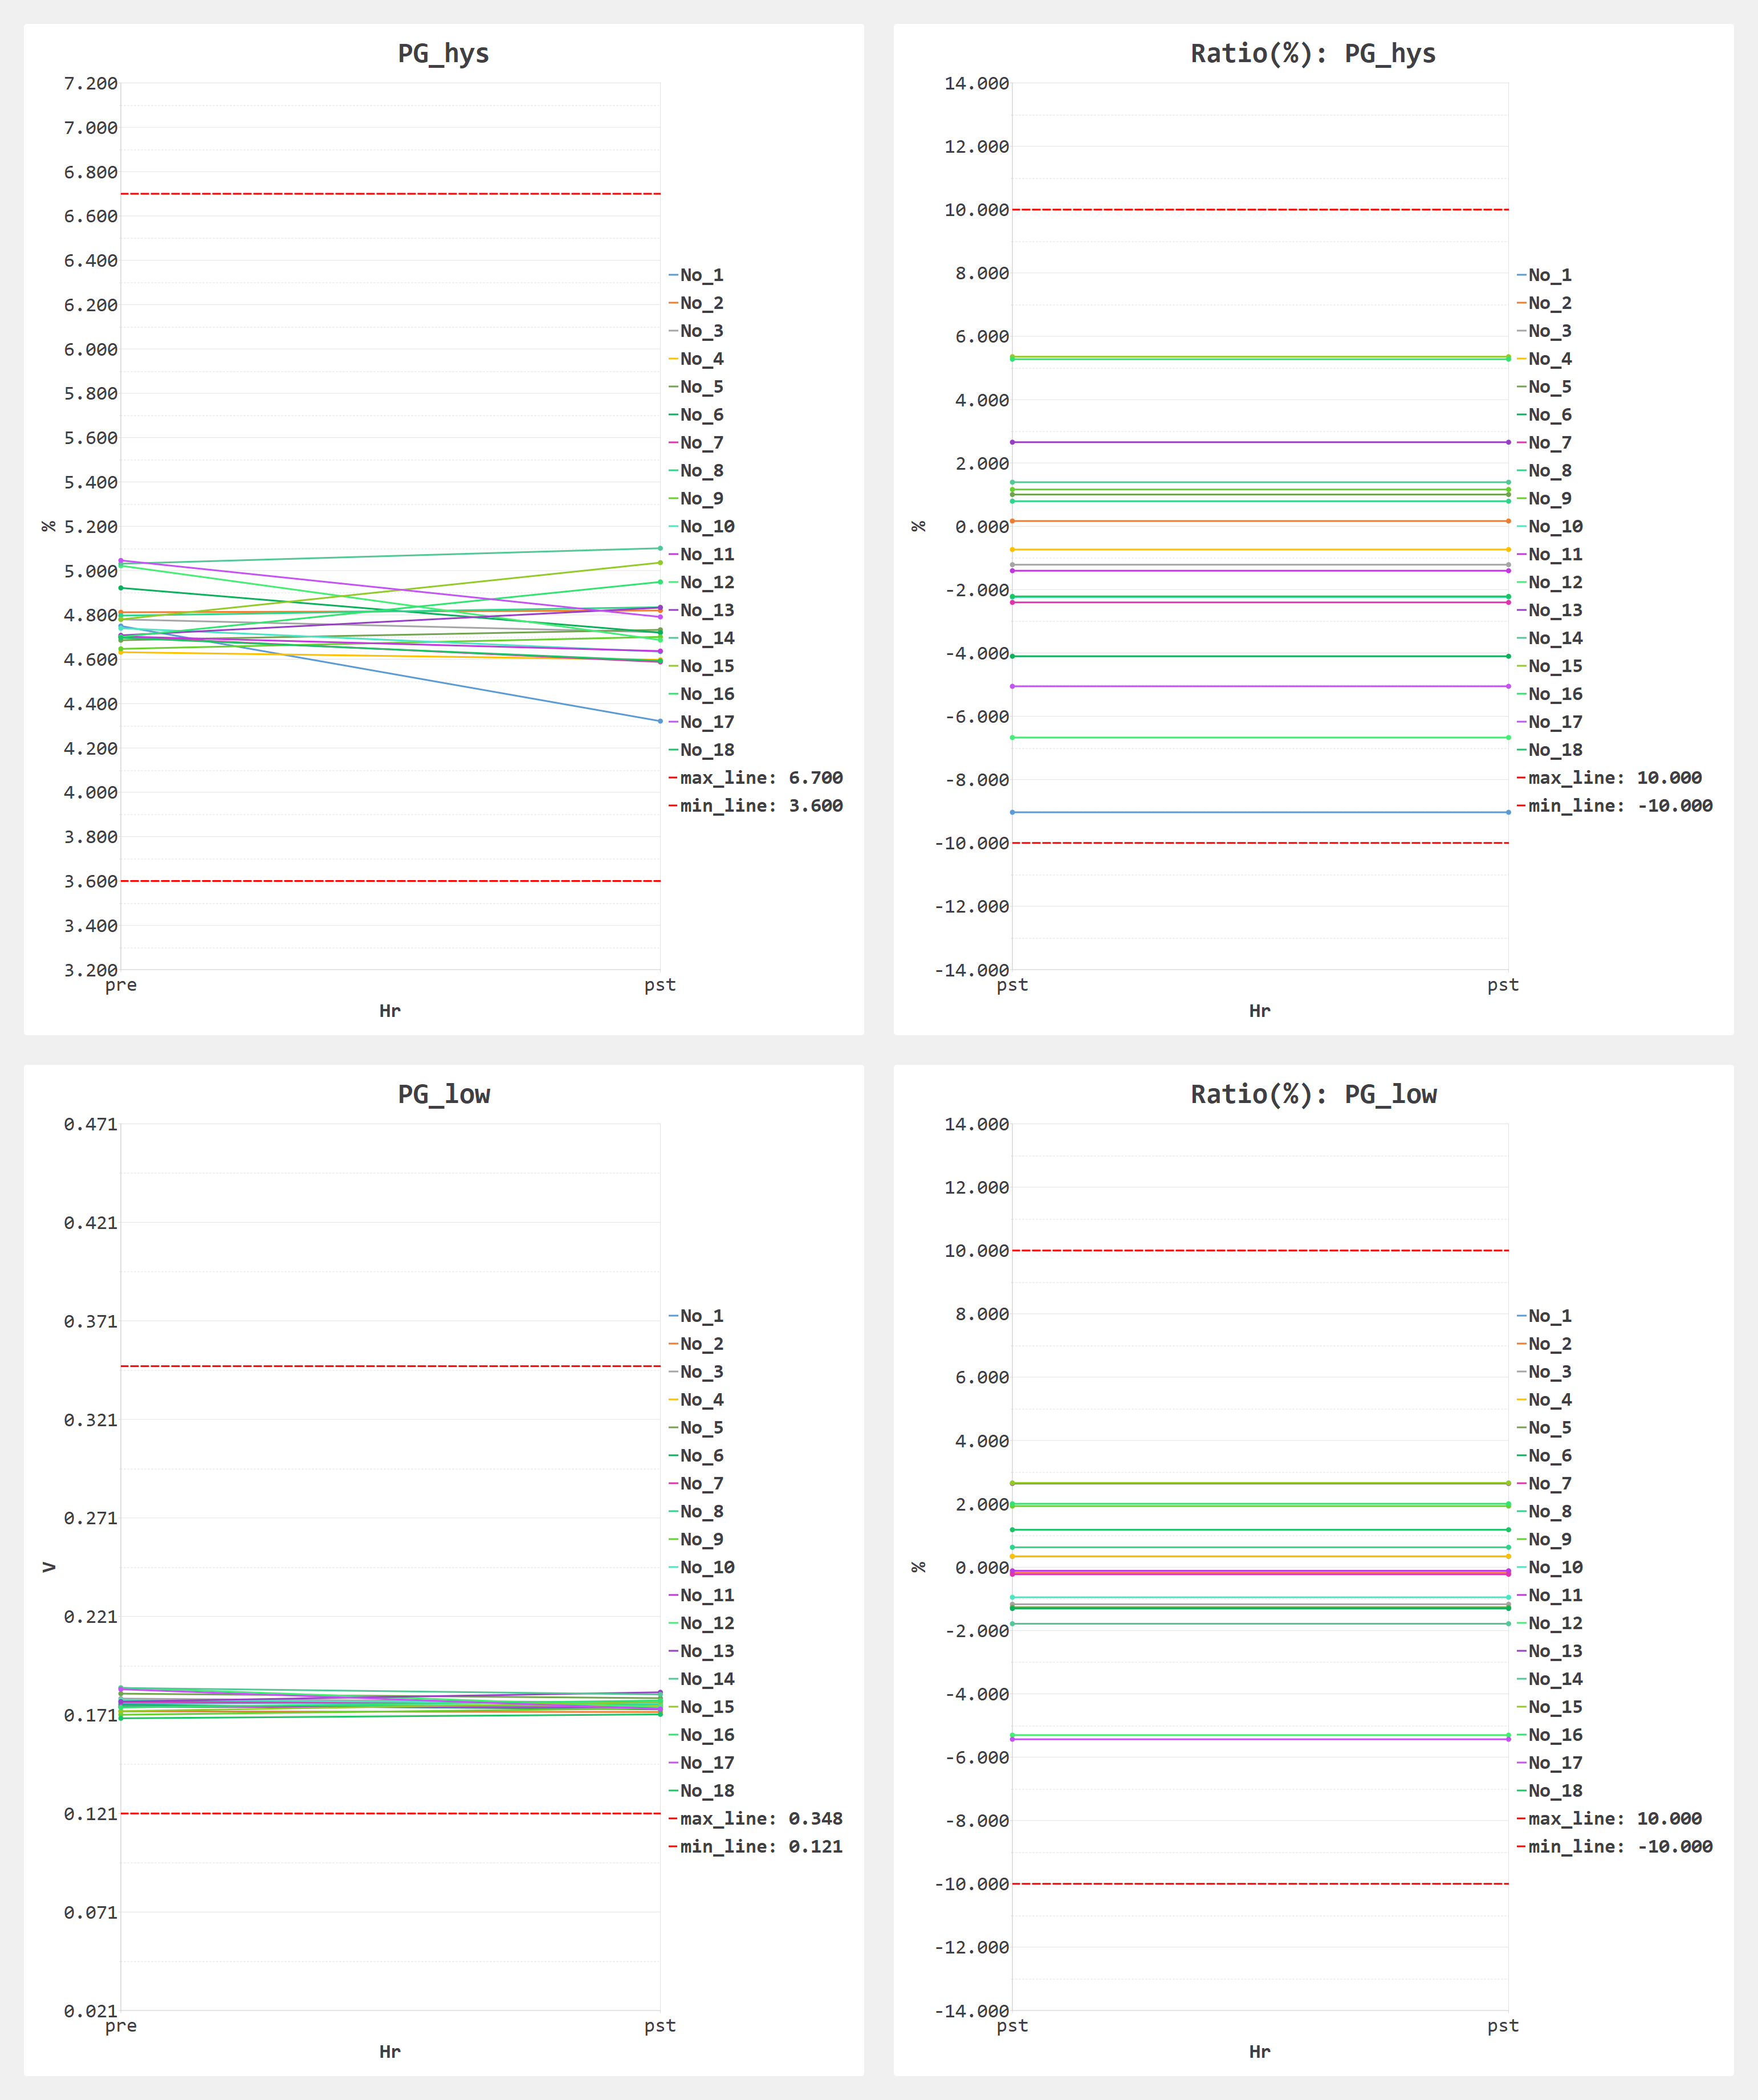 PG_hys
7.200
7.000
6.800
6.600
6.400
6.200
6.000
5.800
5.600
5.400
5.200
5.000
4.800
4.600
4.400
4.200
4.000
3.800
3.600
3.400
3.200
%
pre pst
Hr
No_1
No_2
No_3
No_4
No_5
No_6
No_7
No_8
No_9
No_10
No_11
No_12
No_13
No_14
No_15
No_16
No_17
No_18
max_line: 6.700
min_line: 3.600
Ratio(%): PG_hys
14.000
12.000
10.000
8.000
6.000
4.000
2.000
0.000
-2.000
-4.000
-6.000
-8.000
-10.000
-12.000
-14.000
%
pst pst
Hr
No_1
No_2
No_3
No_4
No_5
No_6
No_7
No_8
No_9
No_10
No_11
No_12
No_13
No_14
No_15
No_16
No_17
No_18
max_line: 10.000
min_line: -10.000
PG_low
0.471
0.421
0.371
0.321
0.271
0.221
0.171
0.121
0.071
0.021
V
pre pst
Hr
No_1
No_2
No_3
No_4
No_5
No_6
No_7
No_8
No_9
No_10
No_11
No_12
No_13
No_14
No_15
No_16
No_17
No_18
max_line: 0.348
min_line: 0.121
Ratio(%): PG_low
14.000
12.000
10.000
8.000
6.000
4.000
2.000
0.000
-2.000
-4.000
-6.000
-8.000
-10.000
-12.000
-14.000
%
pst pst
Hr
No_1
No_2
No_3
No_4
No_5
No_6
No_7
No_8
No_9
No_10
No_11
No_12
No_13
No_14
No_15
No_16
No_17
No_18
max_line: 10.000
min_line: -10.000